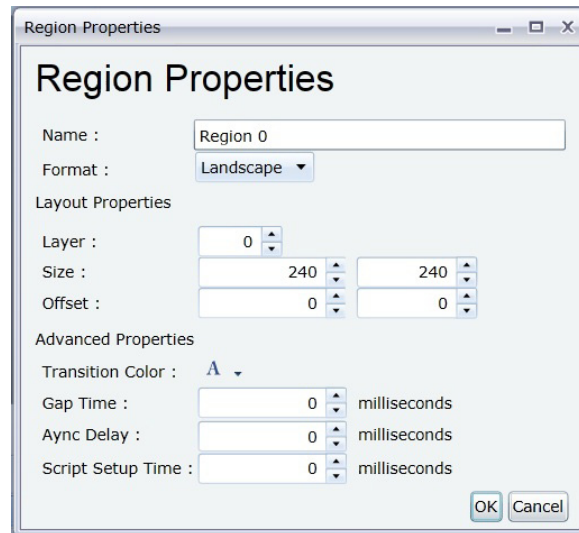 Region Properties
Region Properties
Name : Region 0
Format : Landscape
Layout Properties
Layer : 0
Size : 240 240
Offset : 0 0
Advanced Properties
Transition Color : A
Gap Time : 0 milliseconds
Aync Delay : 0 milliseconds
Script Setup Time : 0 milliseconds
OK Cancel